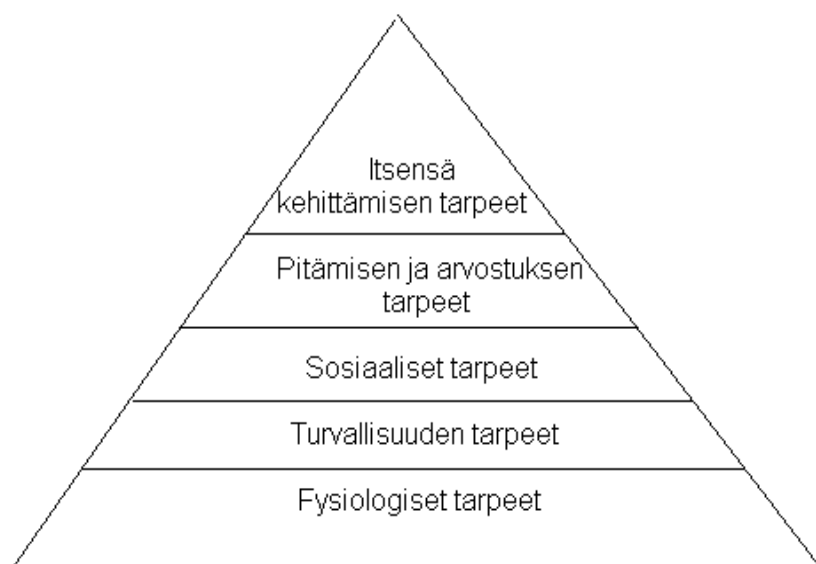 Itsensä
kehittämisen tarpeet
Pitämisen ja arvostuksen
tarpeet
Sosiaaliset tarpeet
Turvallisuuden tarpeet
Fysiologiset tarpeet